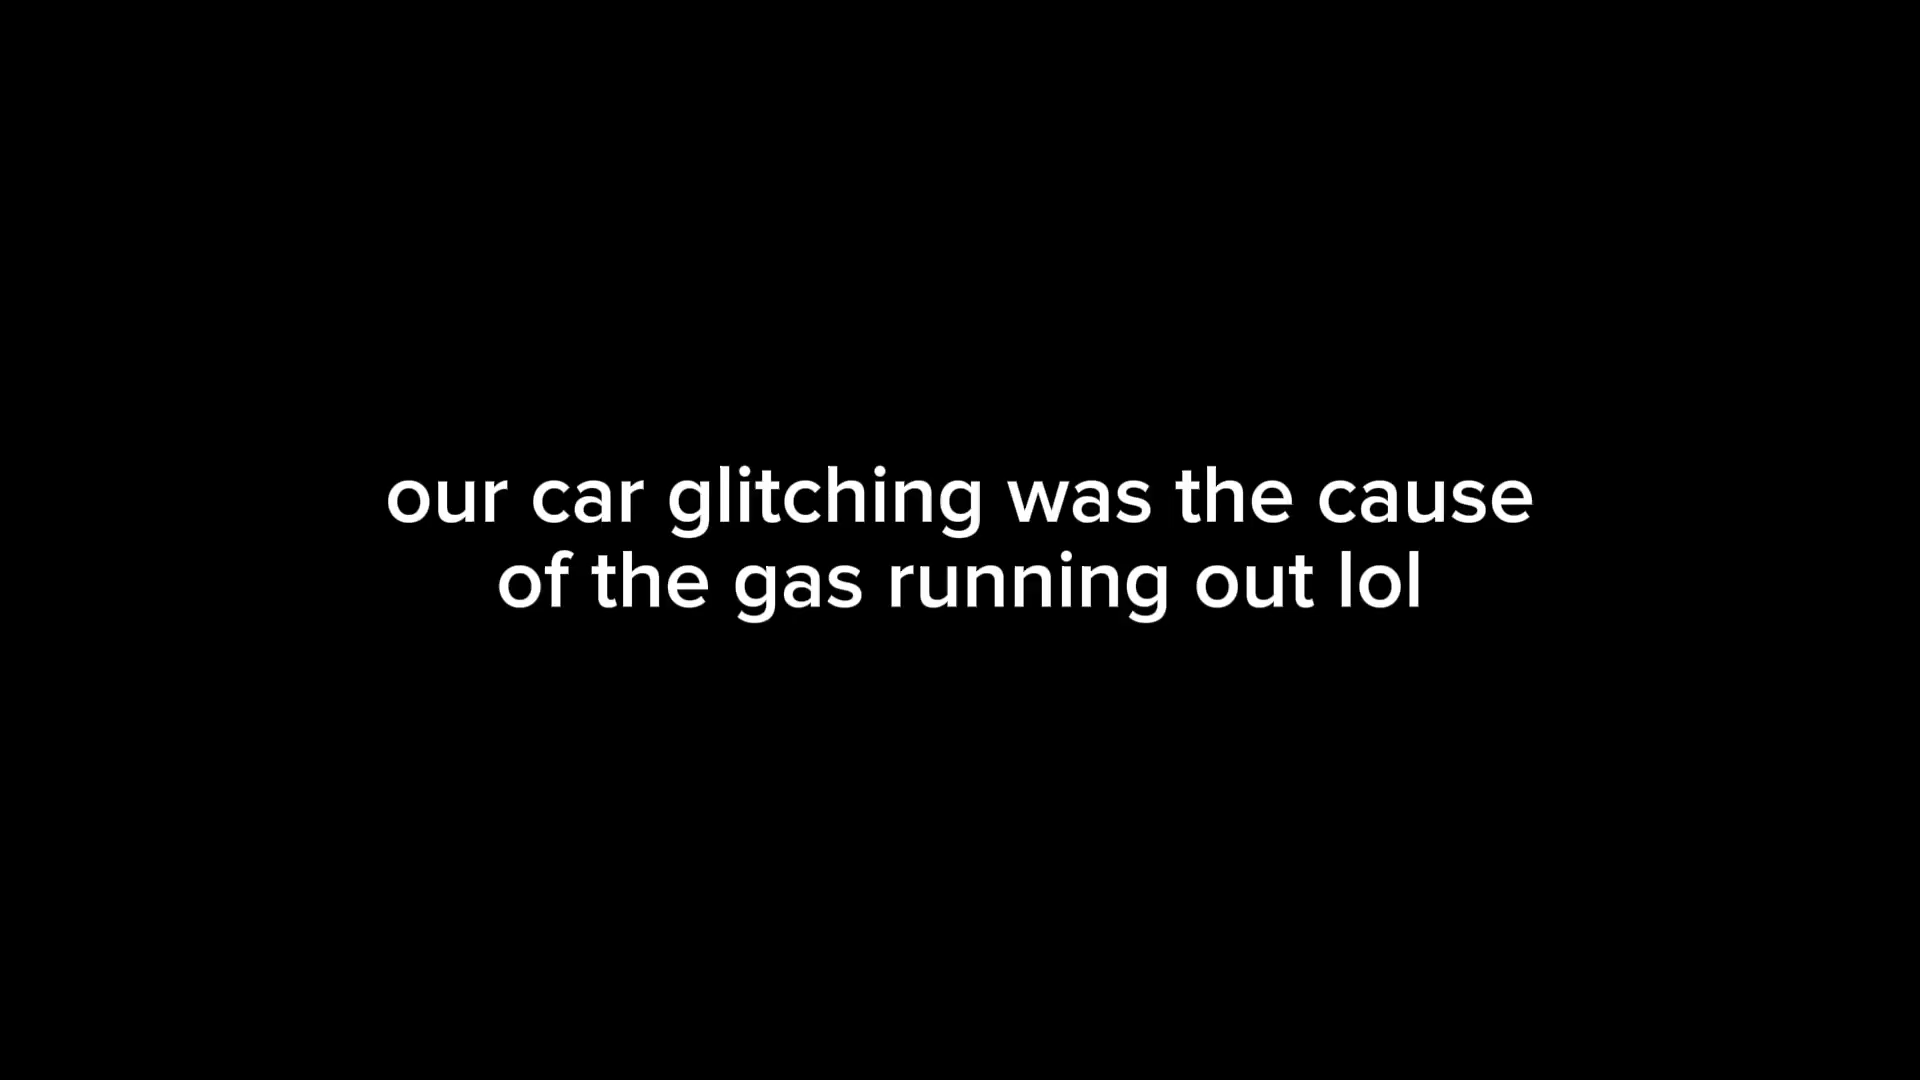 our car glitching was the cause
of the gas running out lol